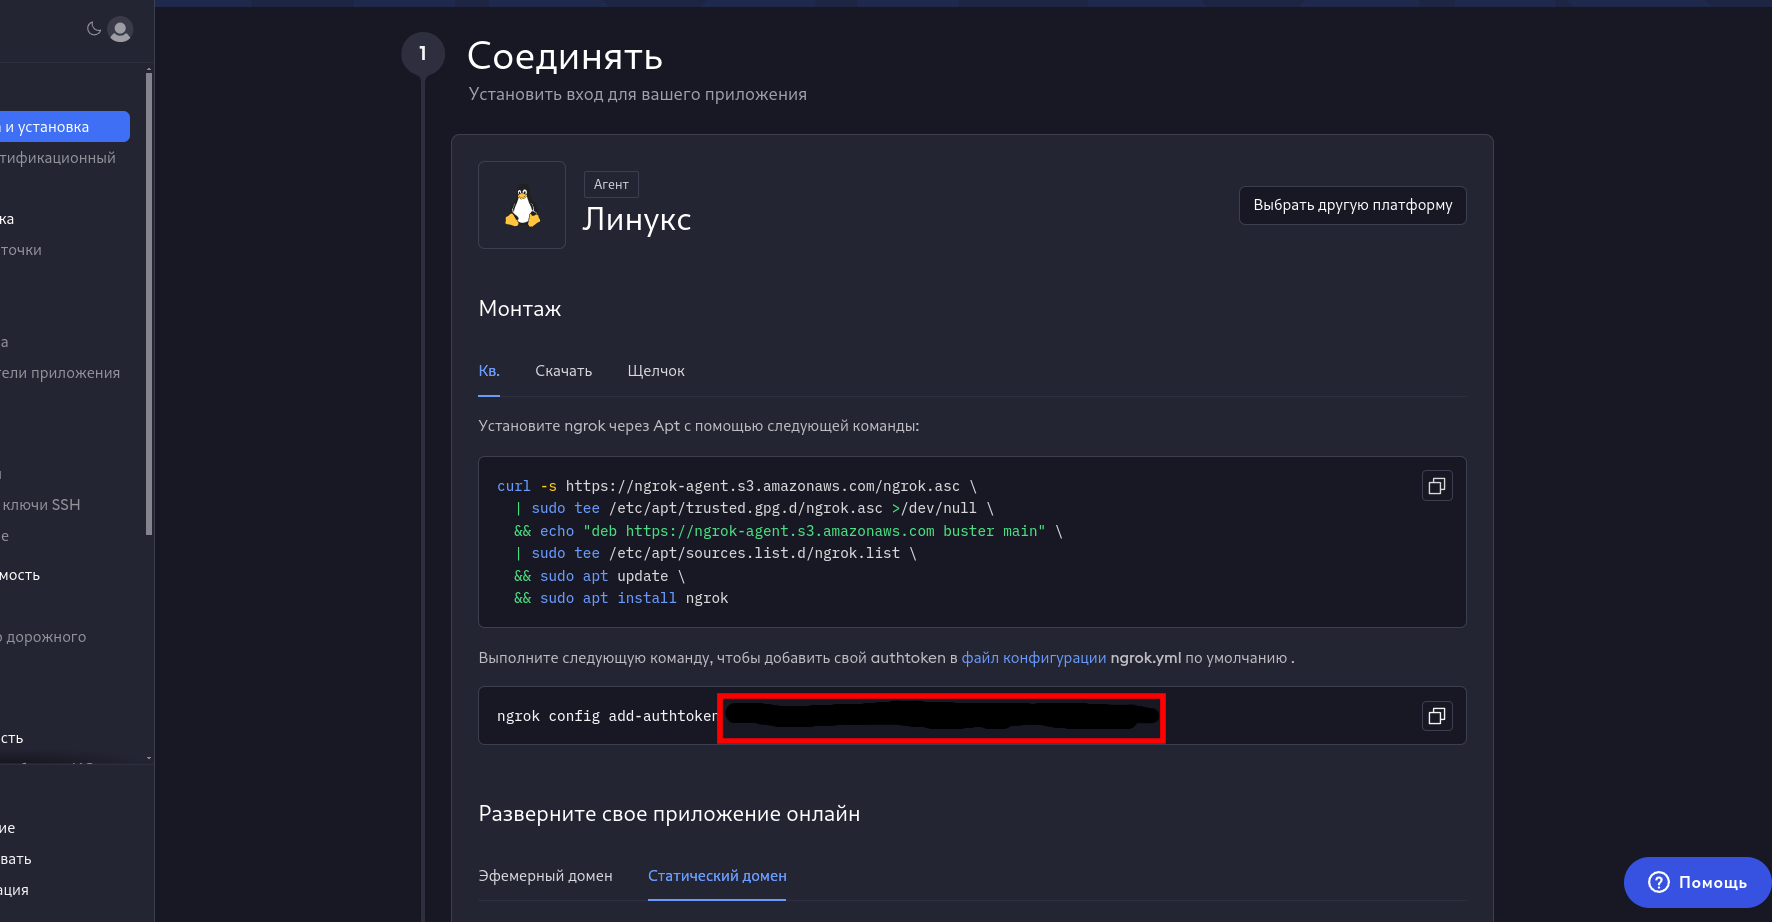 и установка
тификационный
ка
точки
а
ели приложения
ключи SSH
е
мость
о дорожного
сть
ие
вать
ация
1
Соединять
Установить вход для вашего приложения
Агент
Линукс
Выбрать другую платформу
Монтаж
Кв. Скачать Щелчок
Установите ngrok через Apt с помощью следующей команды:
curl -s https://ngrok-agent.s3.amazonaws.com/ngrok.asc \
| sudo tee /etc/apt/trusted.gpg.d/ngrok.asc >/dev/null \
&& echo "deb https://ngrok-agent.s3.amazonaws.com buster main" \
| sudo tee /etc/apt/sources.list.d/ngrok.list \
&& sudo apt update \
&& sudo apt install ngrok
Выполните следующую команду, чтобы добавить свой authtoken в файл конфигурации ngrok.yml по умолчанию .
ngrok config add-authtoken
Разверните свое приложение онлайн
Эфемерный домен Статический домен
Помощь